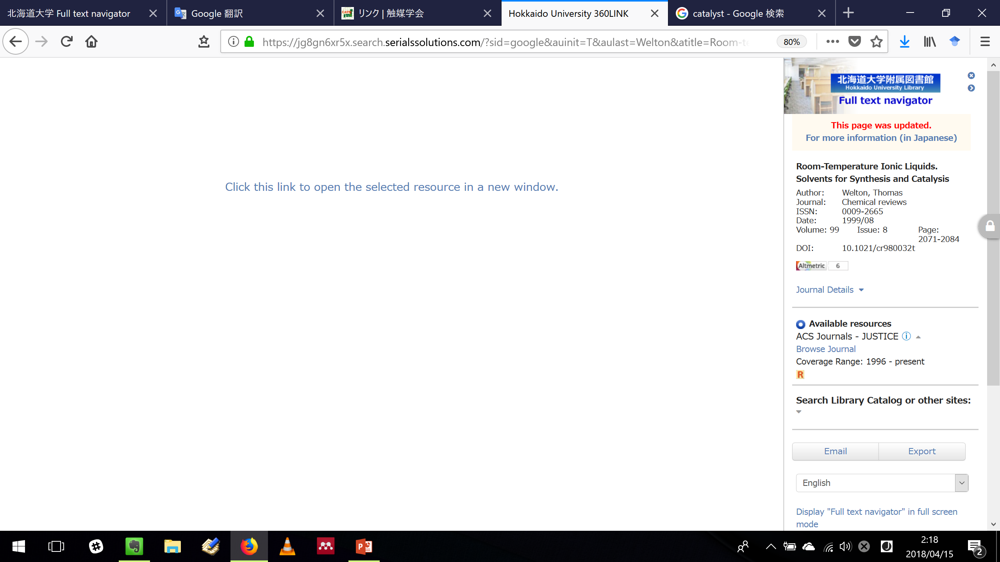 北海道大学 Full text navigator
Google 翻訳
リンク | 触媒学会
Hokkaido University 360LINK
catalyst - Google 検索
https://jg8gn6xr5x.search.serialssolutions.com/?sid=google&auinit=T&aulast=Welton&atitle=Room-te
80%
北海道大学附属図書館
Hokkaido University Library
Full text navigator
This page was updated.
For more information (in Japanese)
Click this link to open the selected resource in a new window.
Room-Temperature Ionic Liquids.
Solvents for Synthesis and Catalysis
Author: Welton, Thomas
Journal: Chemical reviews
ISSN: 0009-2665
Date: 1999/08
Volume: 99 Issue: 8 Page:
2071-2084
DOI: 10.1021/cr980032t
Altmetric 6
Journal Details
Available resources
ACS Journals - JUSTICE
Browse Journal
Coverage Range: 1996 - present
R
Search Library Catalog or other sites:
Email Export
English
Display "Full text navigator" in full screen
mode
2:18
2018/04/15
2